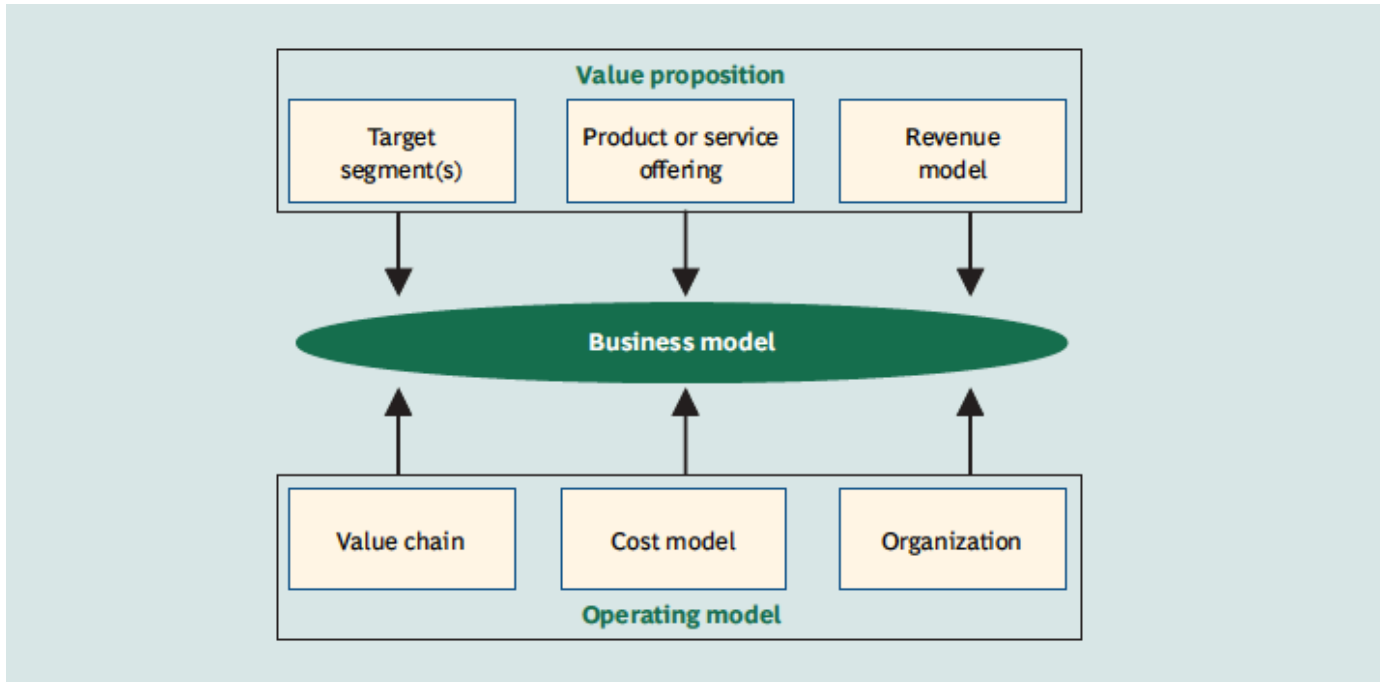 Value proposition
Target
segment(s)
Product or service
offering
Revenue
model
Business model
Value chain
Cost model
Organization
Operating model